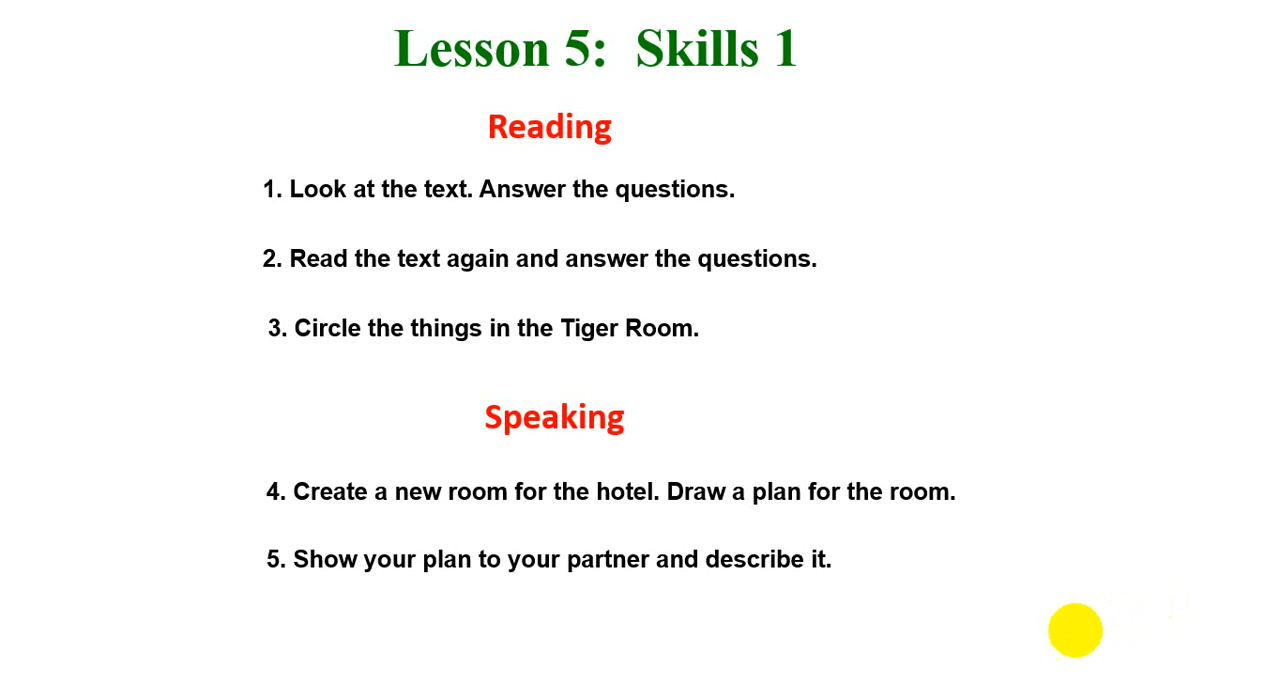 Lesson 5: Skills 1
Reading
1. Look at the text. Answer the questions.
2. Read the text again and answer the questions.
3. Circle the things in the Tiger Room.
Speaking
4. Create a new room for the hotel. Draw a plan for the room.
5. Show your plan to your partner and describe it.